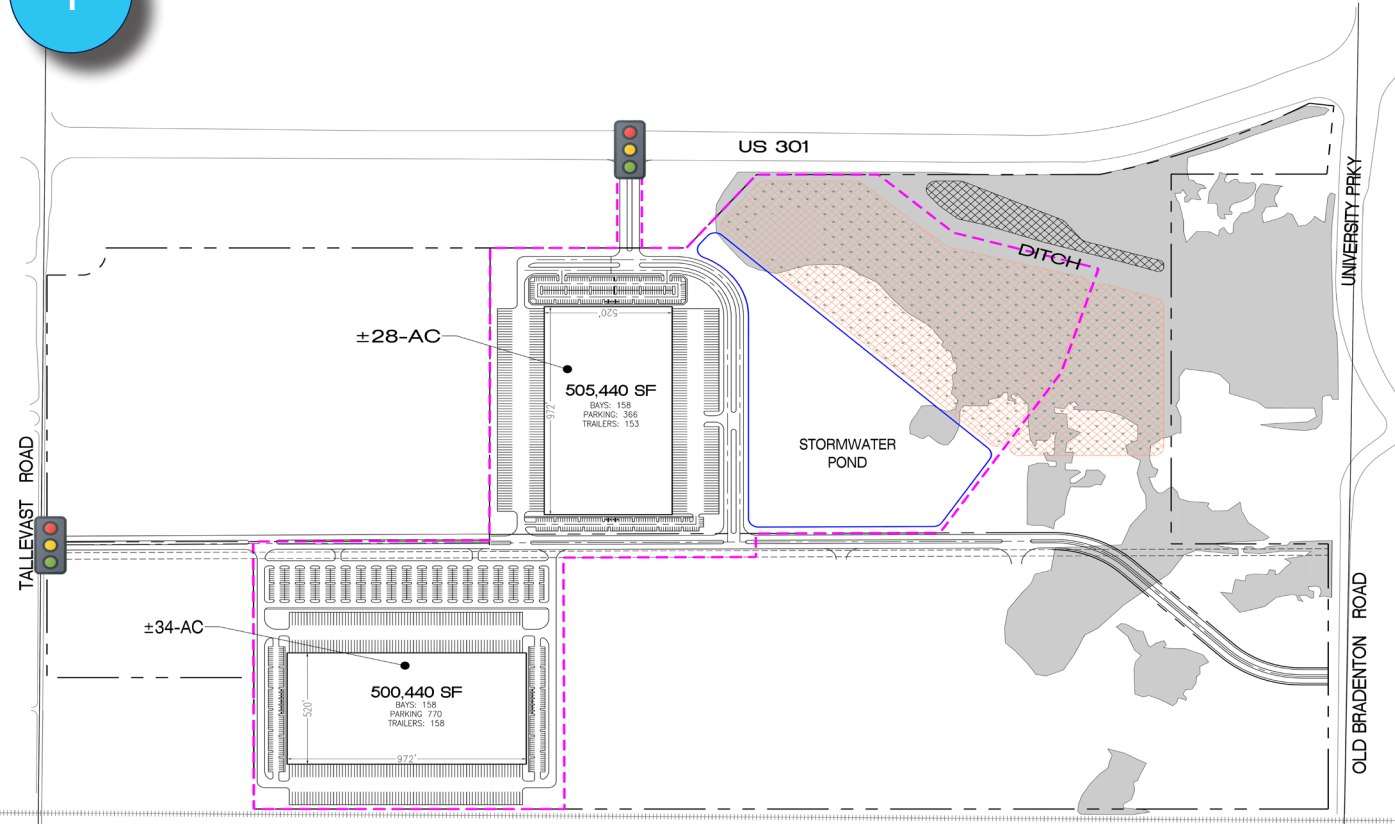 1
US 301
UNIVERSITY PRKY
DITCH
±28-AC
520'
972'
505,440 SF
BAYS: 158
PARKING: 366
TRAILERS: 153
STORMWATER
POND
TALLEVAST ROAD
±34-AC
500,440 SF
BAYS: 158
PARKING 770
TRAILERS: 158
520'
972'
OLD BRADENTON ROAD